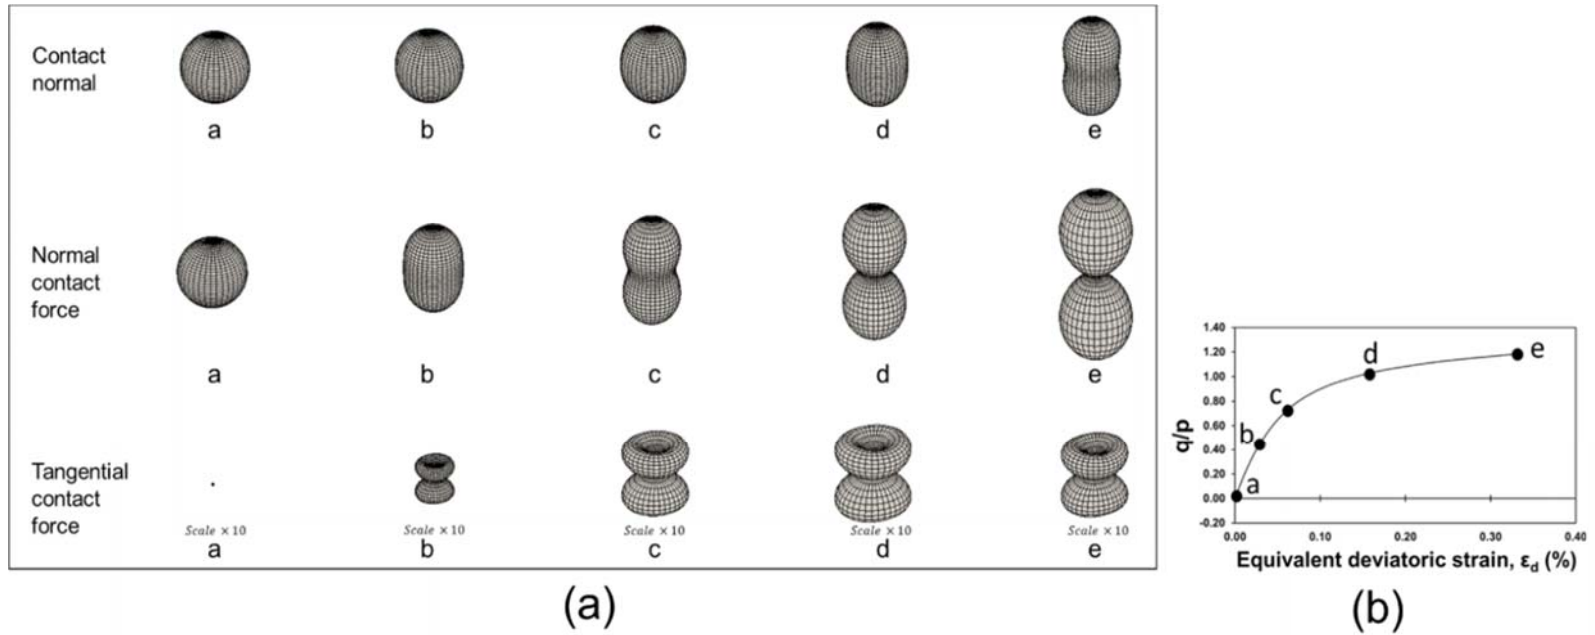 Contact
normal
a b c d e
Normal
contact
force
a b c d e
Tangential
contact
force
Scale ×10 Scale ×10 Scale ×10 Scale ×10 Scale ×10
a b c d e
(a)
1.40
1.20
1.00
0.80
0.60
0.40
0.20
0.00
-0.20
q/p
a
b
c
d
e
0.00 0.10 0.20 0.30 0.40
Equivalent deviatoric strain, εd (%)
(b)